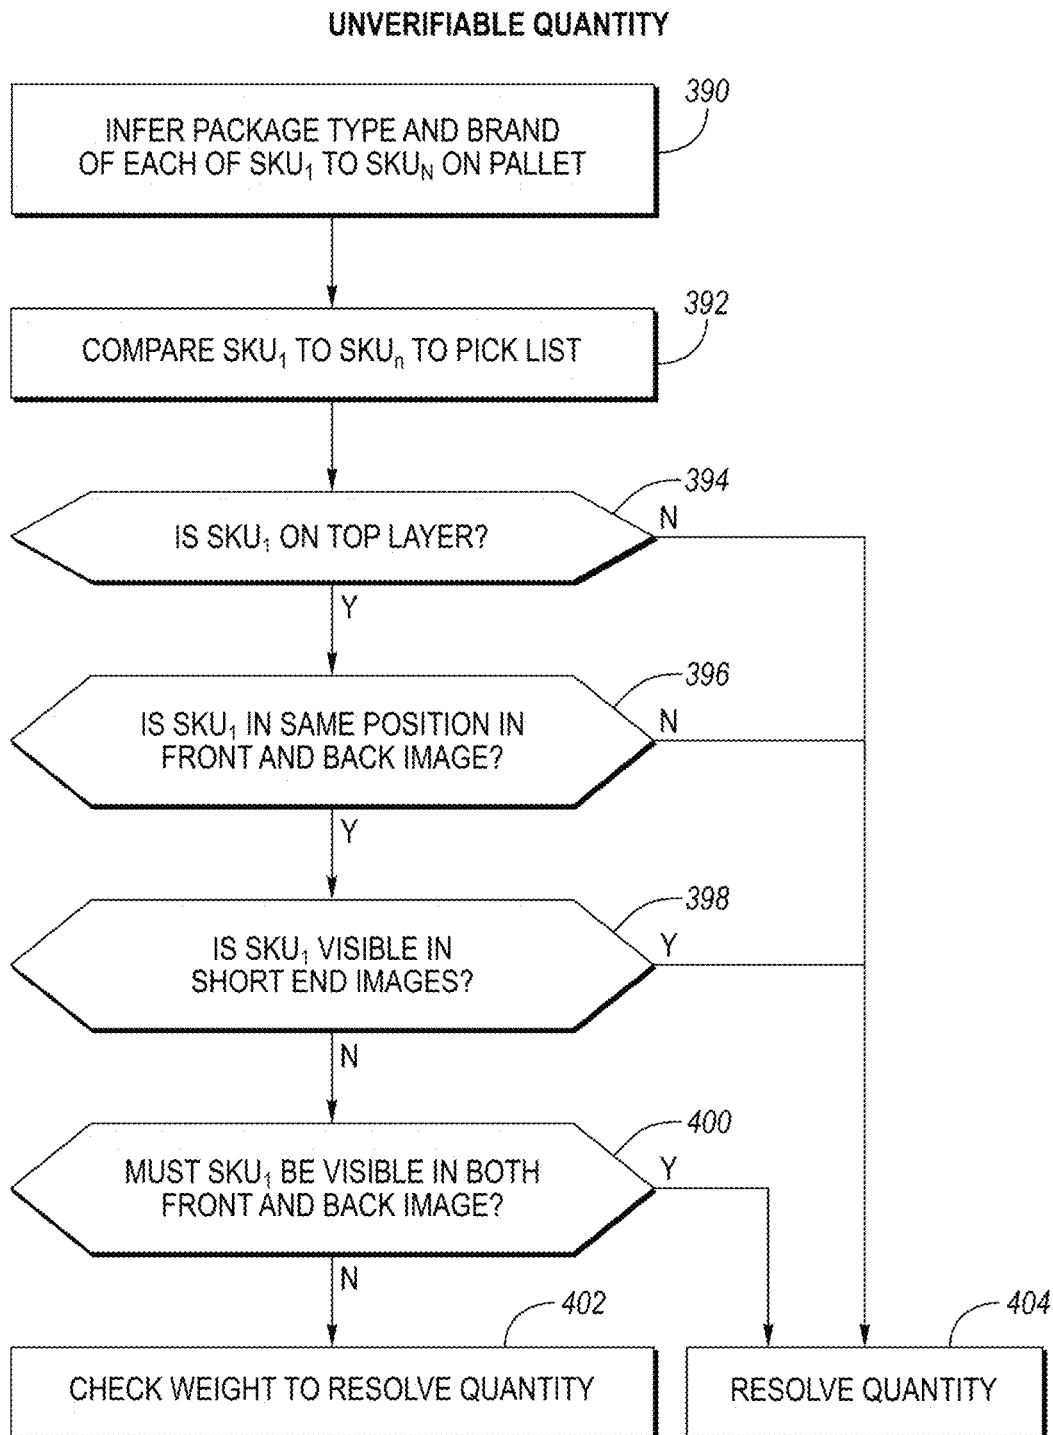 UNVERIFIABLE QUANTITY
390
INFER PACKAGE TYPE AND BRAND
OF EACH OF SKU₁ TO SKU_N ON PALLET
392
COMPARE SKU₁ TO SKUₙ TO PICK LIST
394
IS SKU₁ ON TOP LAYER?
N
Y
396
IS SKU₁ IN SAME POSITION IN
FRONT AND BACK IMAGE?
N
Y
398
IS SKU₁ VISIBLE IN
SHORT END IMAGES?
Y
N
400
MUST SKU₁ BE VISIBLE IN BOTH
FRONT AND BACK IMAGE?
Y
N
402
CHECK WEIGHT TO RESOLVE QUANTITY
404
RESOLVE QUANTITY